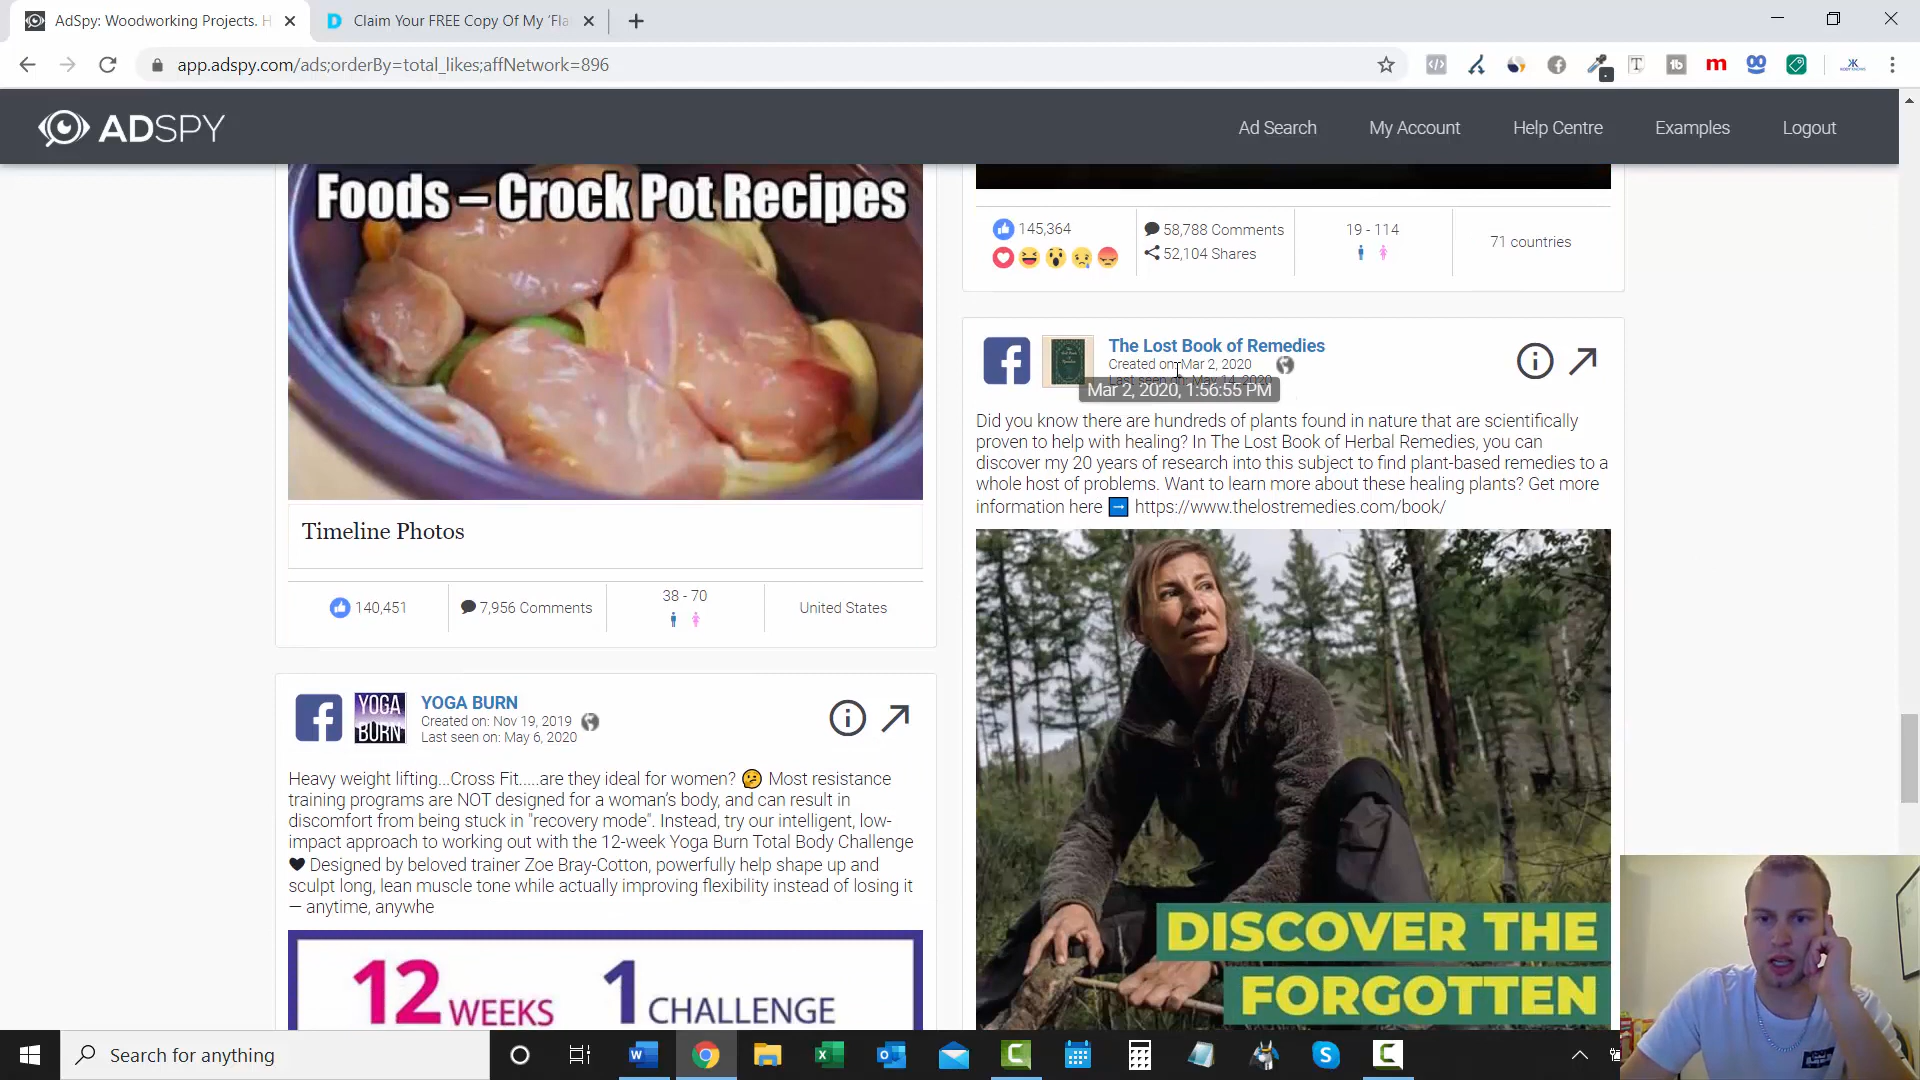 AdSpy: Woodworking Projects. H
Claim Your FREE Copy Of My 'Fla
app.adspy.com/ads;orderBy=total_likes;affNetwork=896
ADSPY
Ad Search
My Account
Help Centre
Examples
Logout
Foods – Crock Pot Recipes
Timeline Photos
140,451
7,956 Comments
38 - 70
United States
YOGA BURN
YOGA BURN
Created on: Nov 19, 2019
Last seen on: May 6, 2020
Heavy weight lifting...Cross Fit.....are they ideal for women? 🤔 Most resistance
training programs are NOT designed for a woman's body, and can result in
discomfort from being stuck in "recovery mode". Instead, try our intelligent, low-
impact approach to working out with the 12-week Yoga Burn Total Body Challenge
♥ Designed by beloved trainer Zoe Bray-Cotton, powerfully help shape up and
sculpt long, lean muscle tone while actually improving flexibility instead of losing it
– anytime, anywhe
12 WEEKS 1 CHALLENGE
145,364
58,788 Comments
52,104 Shares
19 - 114
71 countries
The Lost Book of Remedies
Created on: Mar 2, 2020
Last seen on: May 14, 2020
Mar 2, 2020, 1:56:55 PM
Did you know there are hundreds of plants found in nature that are scientifically
proven to help with healing? In The Lost Book of Herbal Remedies, you can
discover my 20 years of research into this subject to find plant-based remedies to a
whole host of problems. Want to learn more about these healing plants? Get more
information here ➡ https://www.thelostremedies.com/book/
DISCOVER THE
FORGOTTEN
Search for anything